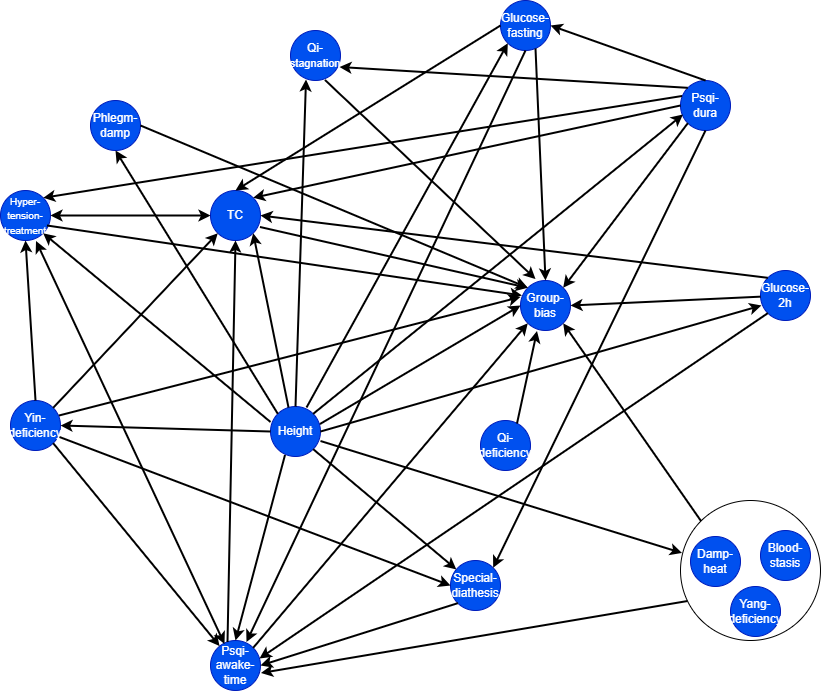 Glucose-
fasting
Qi-
stagnation
Psqi-
dura
Phlegm-
damp
Hyper-
tension-
treatment
TC
Glucose-
2h
Group-
bias
Yin-
deficiency
Height
Qi-
deficiency
Damp-
heat
Blood-
stasis
Special-
diathesis
Yang-
deficiency
Psqi-
awake-
time